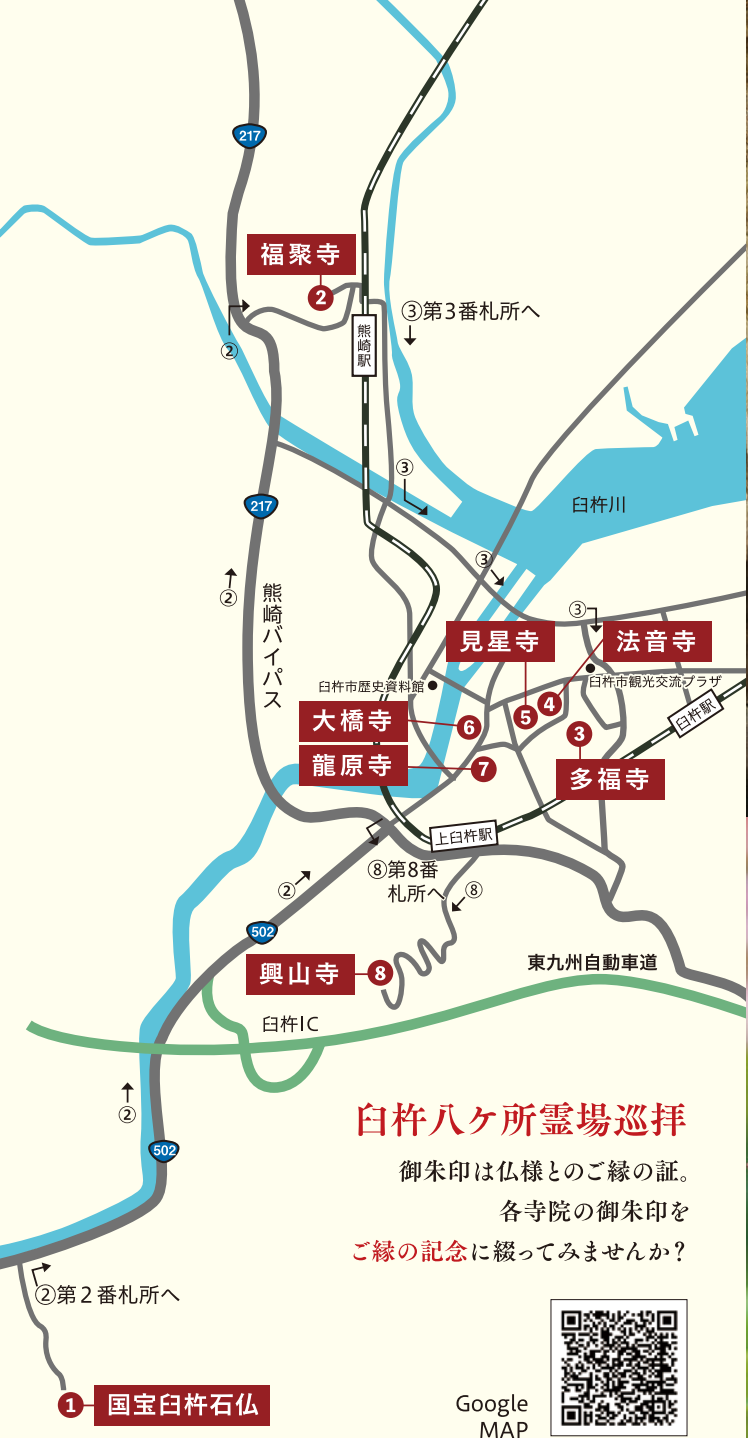 217
福聚寺
2
③第3番札所へ
②
熊崎駅
③
217
臼杵川
③
②
熊崎バイパス
③
見星寺
法音寺
臼杵市歴史資料館
臼杵市観光交流プラザ
大橋寺
6
5
4
臼杵駅
3
龍原寺
7
多福寺
上臼杵駅
⑧第8番
札所へ
②
⑧
502
興山寺
8
東九州自動車道
臼杵IC
②
臼杵八ケ所霊場巡拝
502
御朱印は仏様とのご縁の証。
各寺院の御朱印を
ご縁の記念に綴ってみませんか？
②第2番札所へ
1
国宝臼杵石仏
Google
MAP